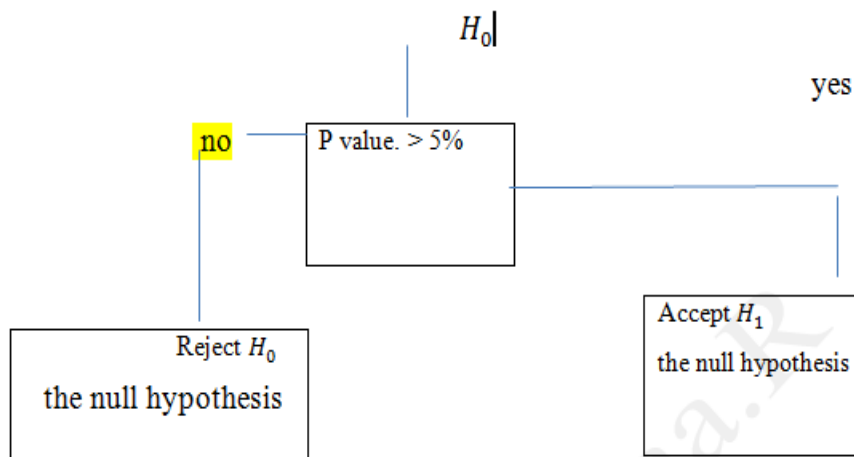 H₀
yes
no
P value. > 5%
Reject H₀
the null hypothesis
Accept H₁
the null hypothesis